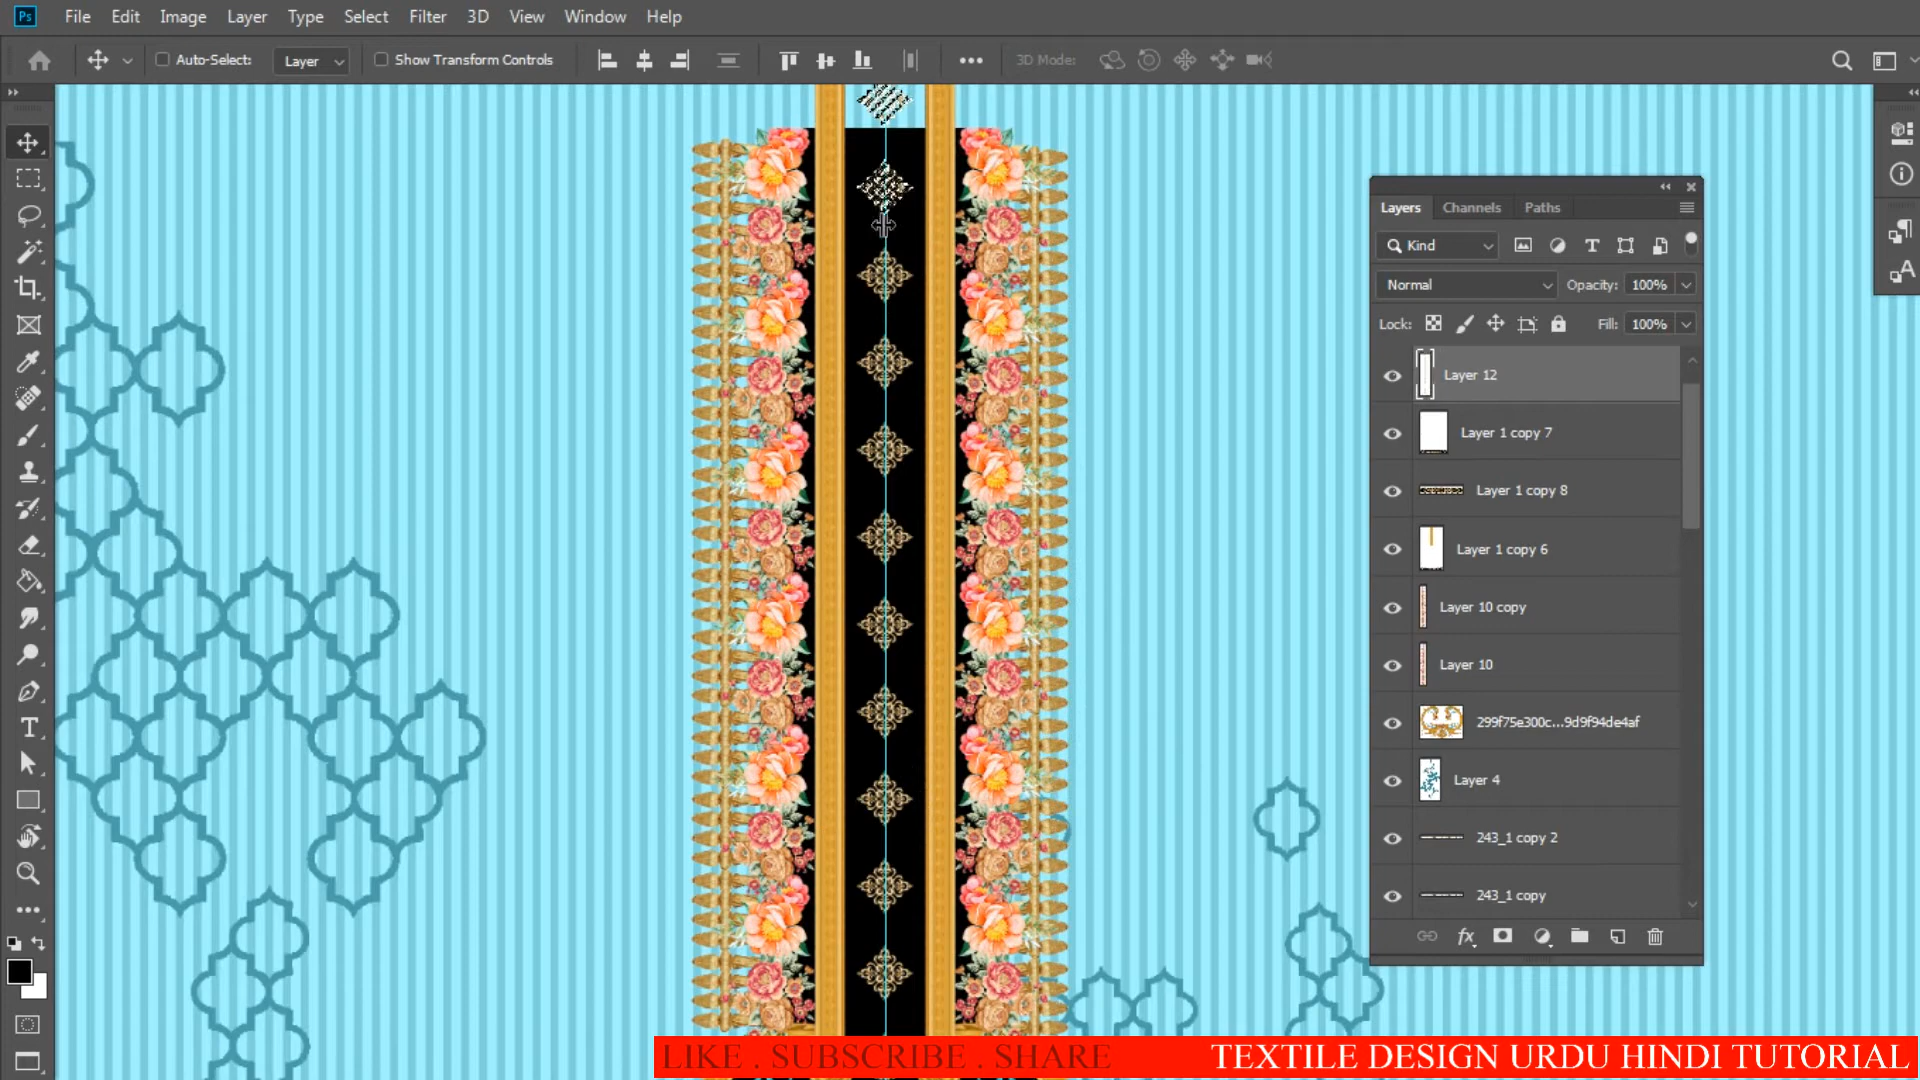 Ps File Edit Image Layer Type Select Filter 3D View Window Help
Auto-Select: Layer Show Transform Controls 3D Mode:
Layers Channels Paths
Kind
Normal Opacity: 100%
Lock: Fill: 100%
Layer 12
Layer 1 copy 7
Layer 1 copy 8
Layer 1 copy 6
Layer 10 copy
Layer 10
299f75e300c...9d9f94de4af
Layer 4
243_1 copy 2
243_1 copy
fx
LIKE . SUBSCRIBE . SHARE TEXTILE DESIGN URDU HINDI TUTORIAL